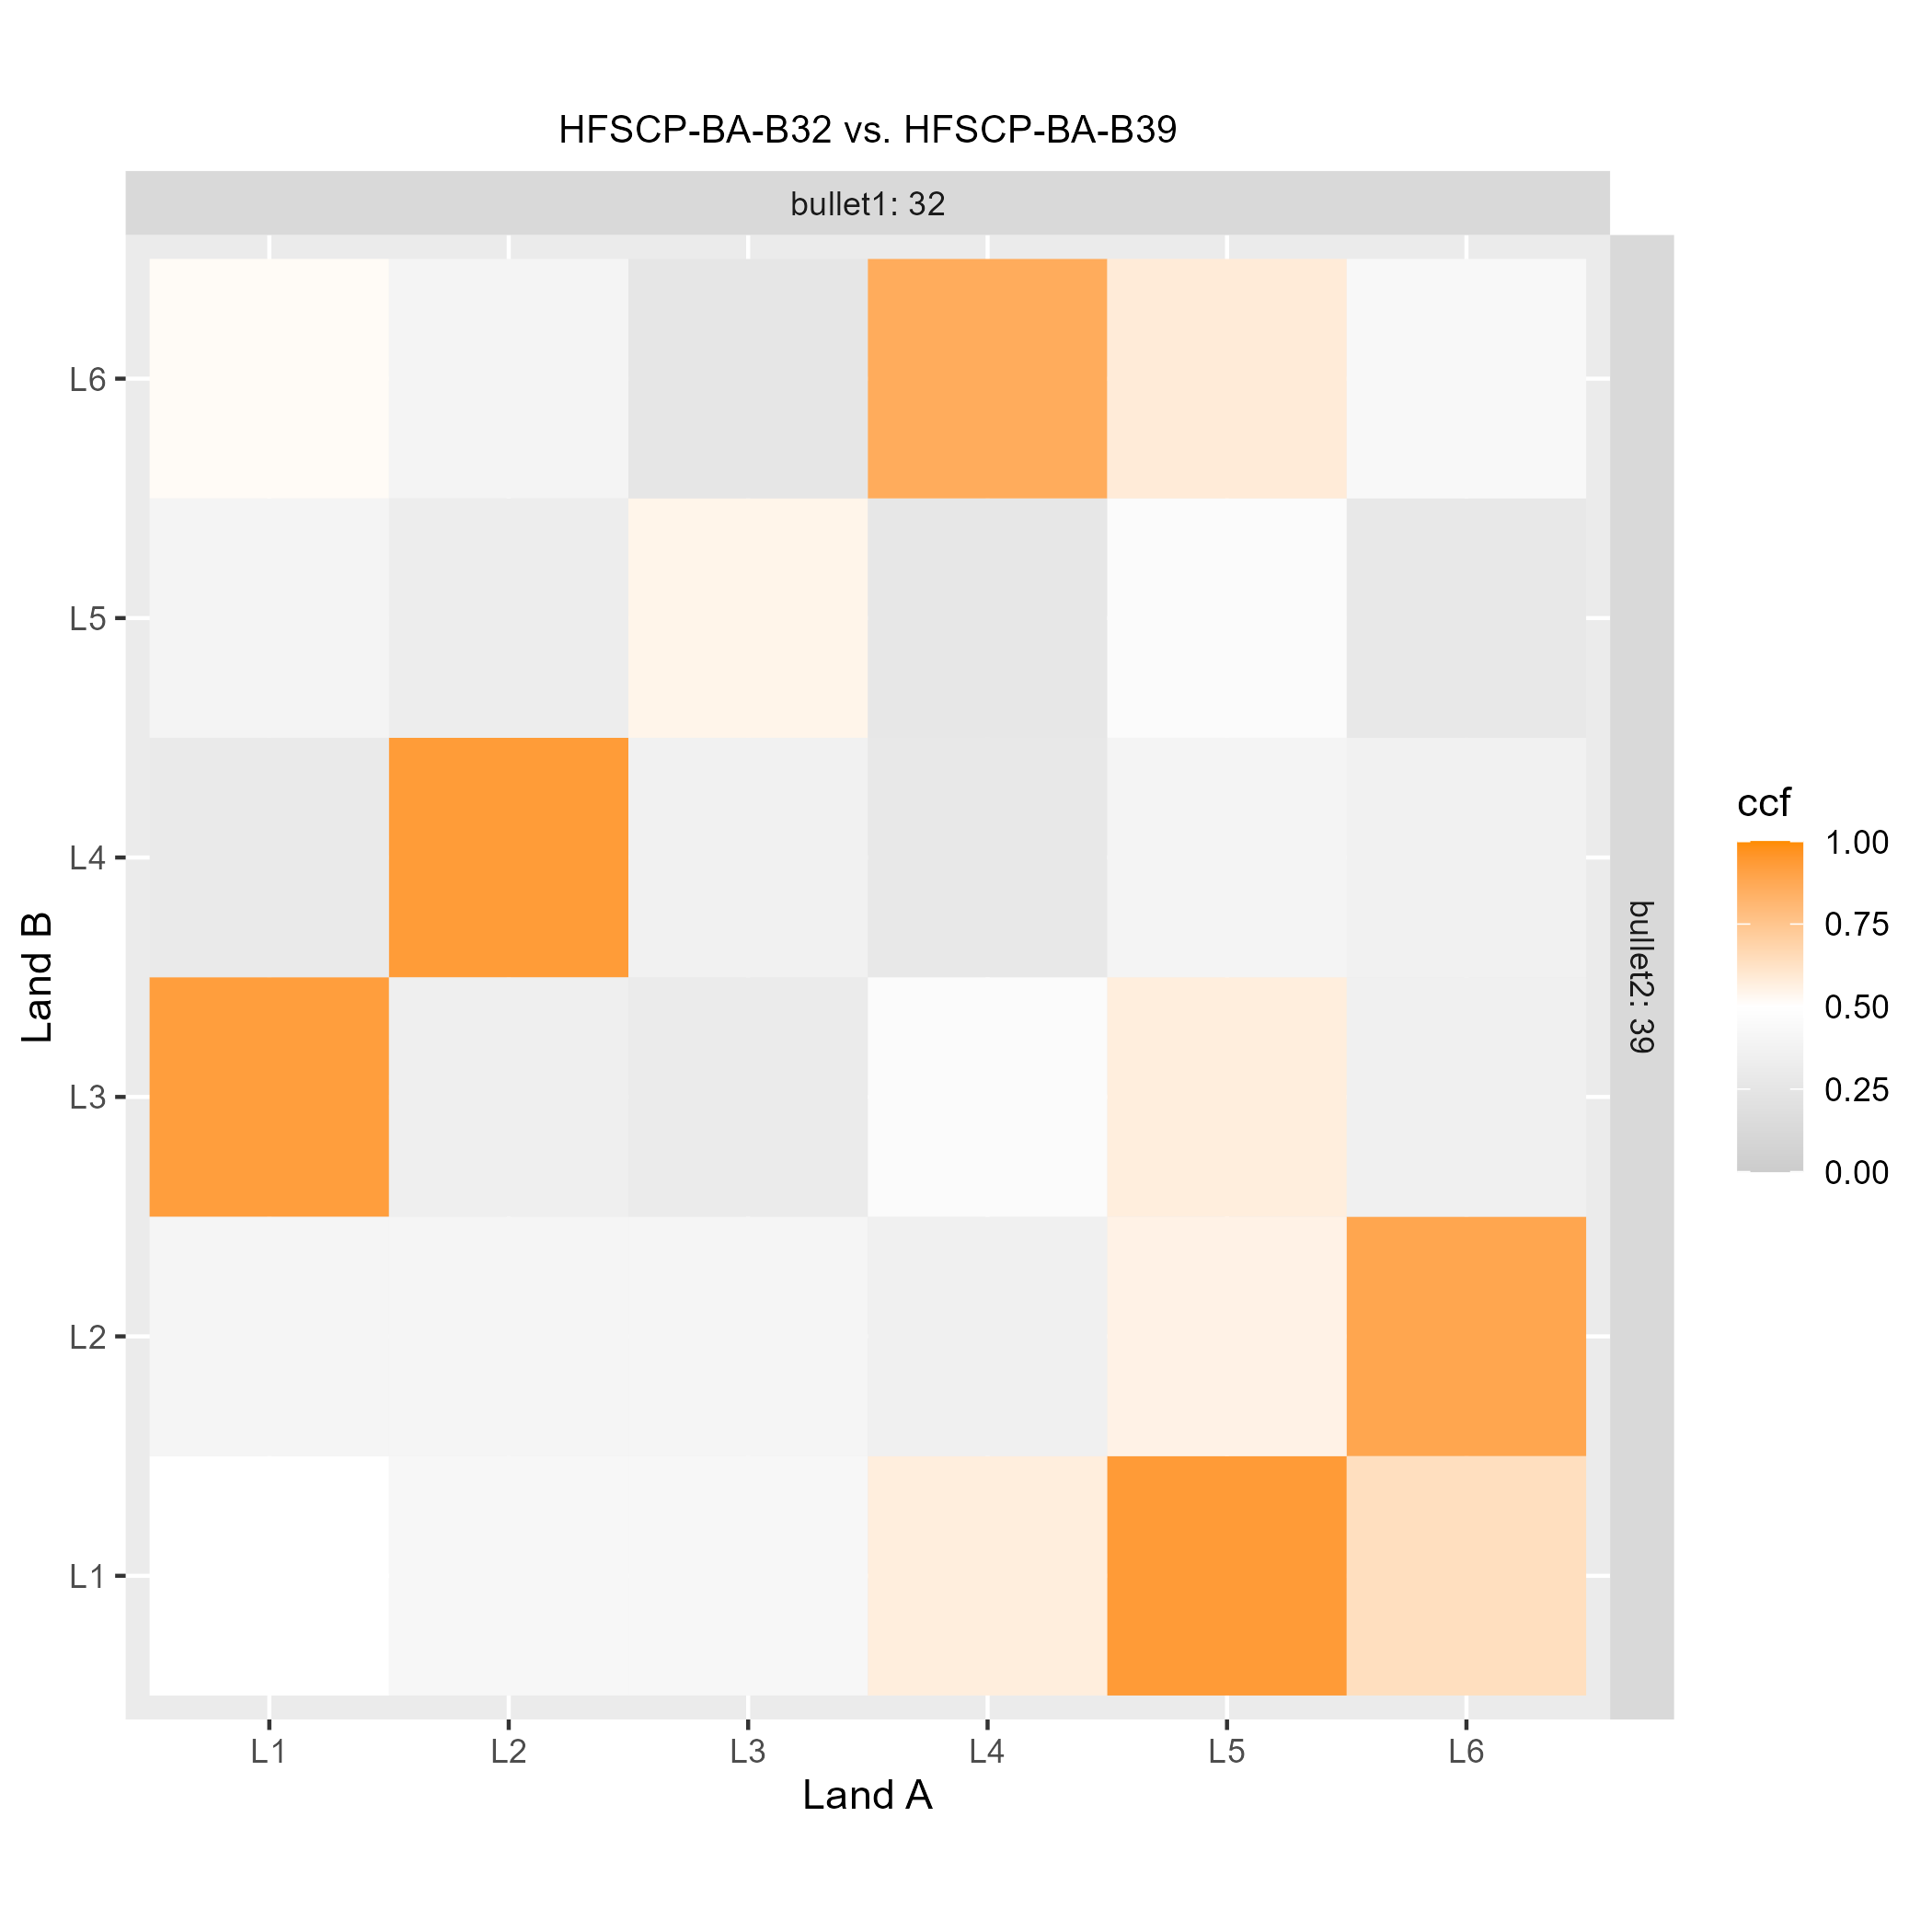 HFSCP-BA-B32 vs. HFSCP-BA-B39
bullet1: 32
L6
L5
L4
L3
L2
L1
Land B
bullet2: 39
L1 L2 L3 L4 L5 L6
Land A
ccf
1.00
0.75
0.50
0.25
0.00